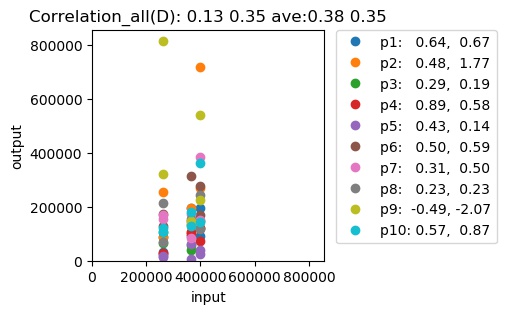 Correlation_all(D): 0.13 0.35 ave:0.38 0.35
800000
600000
400000
200000
0
output
0 200000 400000 600000 800000
input
p1: 0.64, 0.67
p2: 0.48, 1.77
p3: 0.29, 0.19
p4: 0.89, 0.58
p5: 0.43, 0.14
p6: 0.50, 0.59
p7: 0.31, 0.50
p8: 0.23, 0.23
p9: -0.49, -2.07
p10: 0.57, 0.87